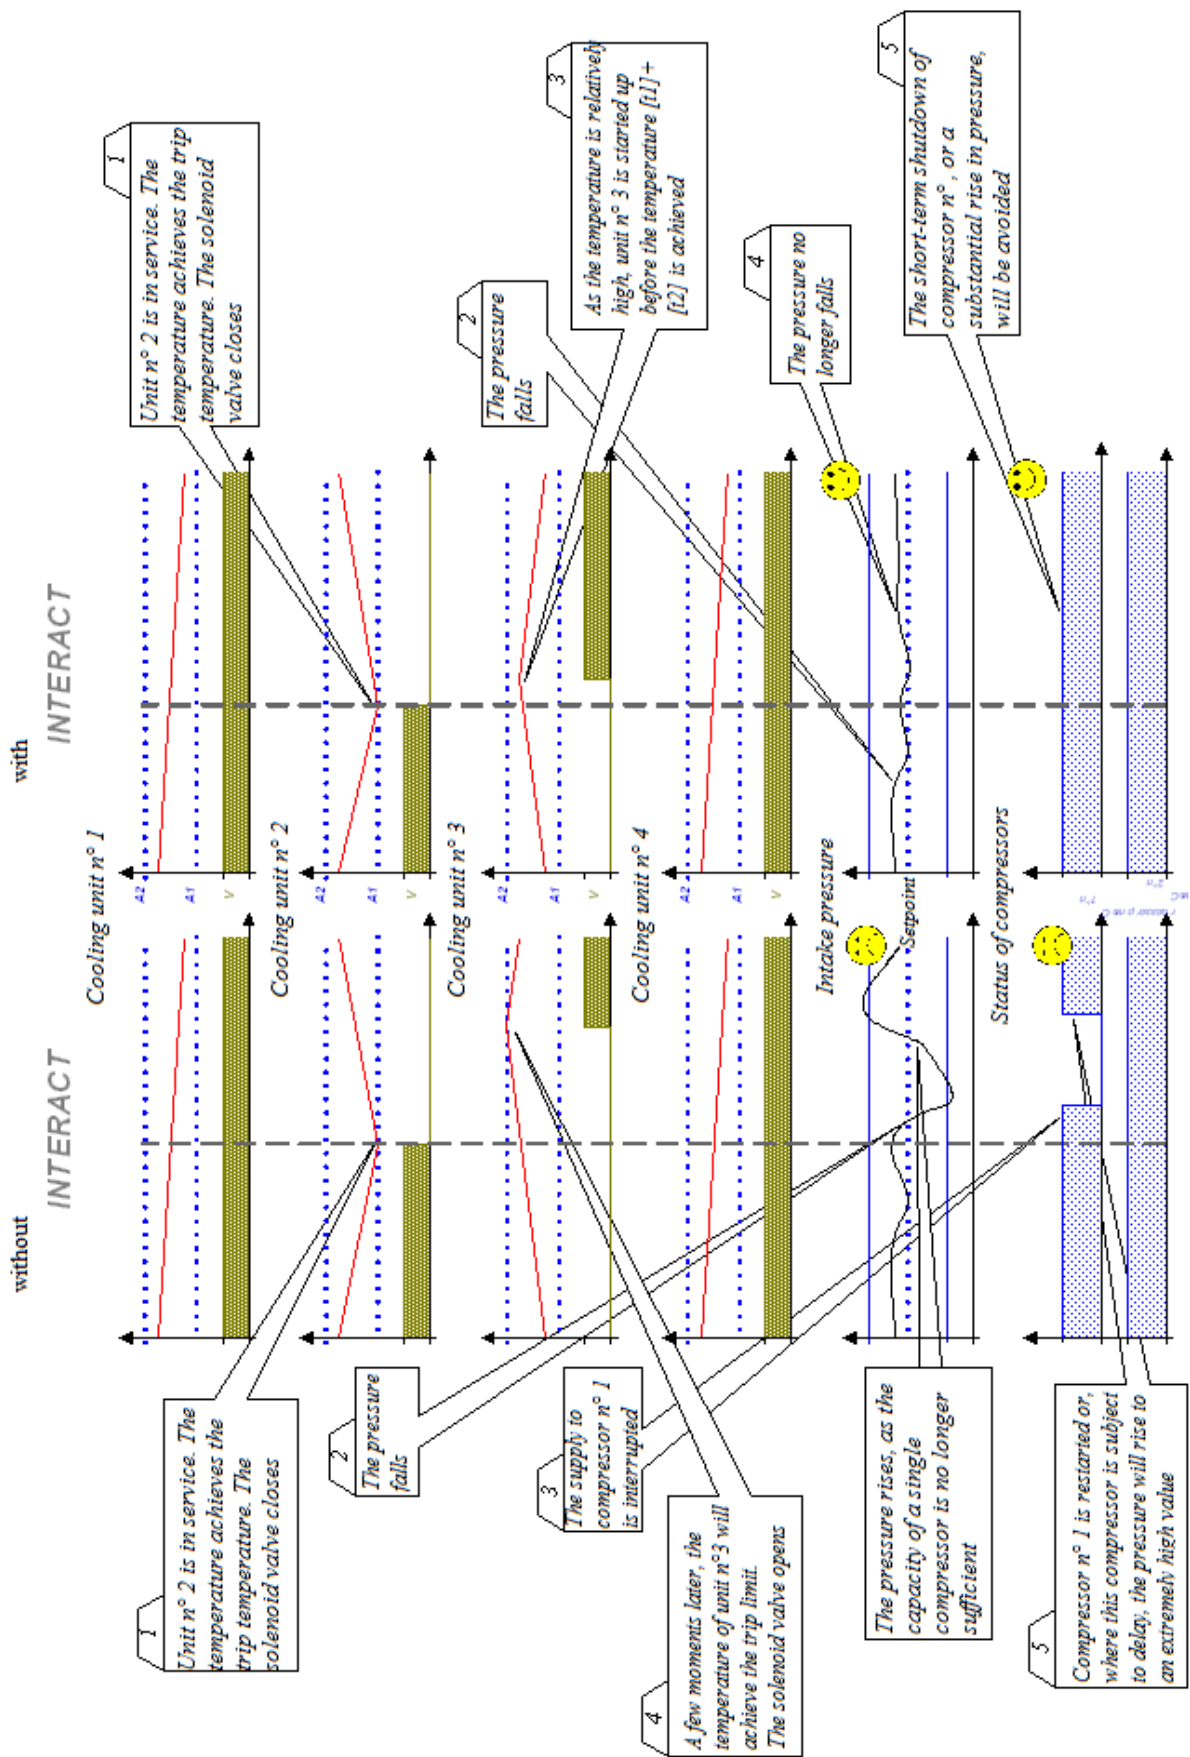 without
with
INTERACT
INTERACT
Cooling unit n° 1
A2
A1
V
Cooling unit n° 2
A2
A1
V
Cooling unit n° 3
A2
A1
V
Cooling unit n° 4
A2
A1
V
Intake pressure
Setpoint
Status of compressors
1
Unit n° 2 is in service. The
temperature achieves the
trip temperature. The
solenoid valve closes
2
The pressure
falls
3
The supply to
compressor n° 1
is interrupted
4
A few moments later, the
temperature of unit n°3 will
achieve the trip limit.
The solenoid valve opens
The pressure rises, as the
capacity of a single
compressor is no longer
sufficient
5
Compressor n° 1 is restarted or,
where this compressor is subject
to delay, the pressure will rise to
an extremely high value
1
Unit n° 2 is in service. The
temperature achieves the trip
temperature. The solenoid
valve closes
2
The pressure
falls
3
As the temperature is relatively
high, unit n° 3 is started up
before the temperature [t1] +
[t2] is achieved
4
The pressure no
longer falls
5
The short-term shutdown of
compressor n° , or a
substantial rise in pressure,
will be avoided